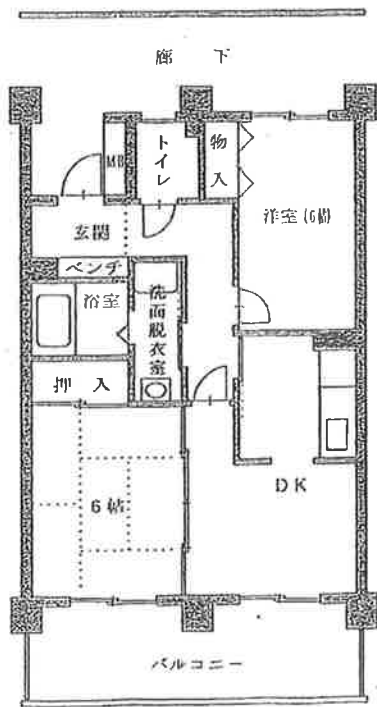 廊下
MB
トイレ
物入
洋室(6帖)
玄関
ベンチ
浴室
洗面脱衣室
押入
6帖
DK
バルコニー